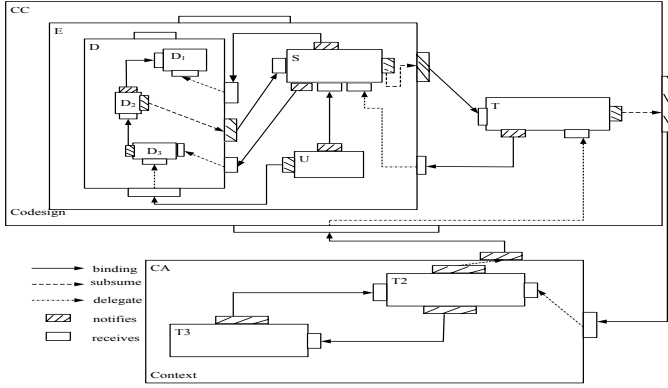 CC
E
D
D1
S
D2
T
D3
U
Codesign
CA
binding
subsume
T2
delegate
notifies
T3
receives
Context